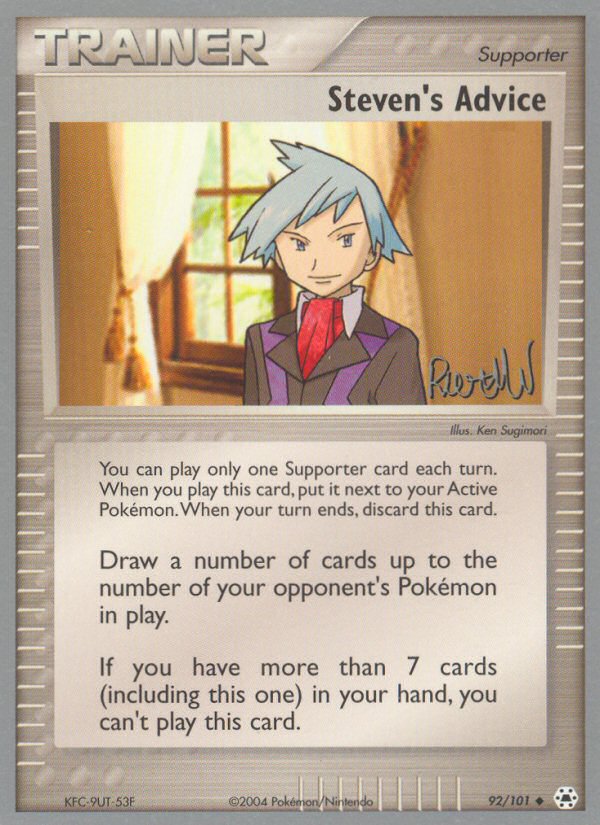 TRAINER
Supporter
Steven's Advice
Illus. Ken Sugimori
You can play only one Supporter card each turn.
When you play this card, put it next to your Active
Pokémon. When your turn ends, discard this card.
Draw a number of cards up to the
number of your opponent's Pokémon
in play.
If you have more than 7 cards
(including this one) in your hand, you
can't play this card.
KFC-9UT-53F
©2004 Pokémon/Nintendo
92/101